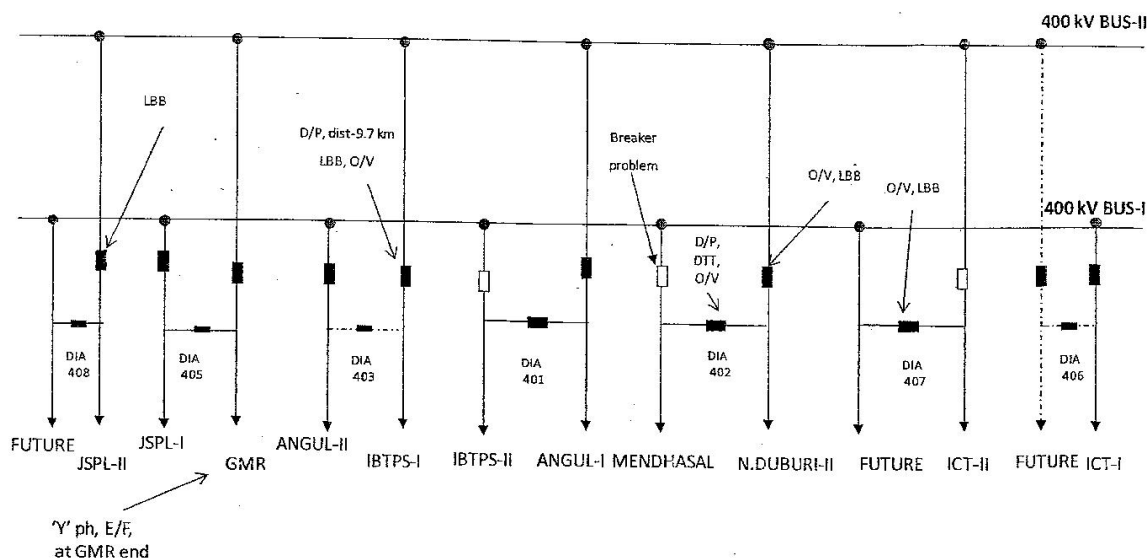 400 kV BUS-II
LBB
D/P, dist-9.7 km
LBB, O/V
Breaker
problem
O/V, LBB
O/V, LBB
400 kV BUS-I
D/P,
DTT,
O/V
DIA
408
DIA
405
DIA
403
DIA
401
DIA
402
DIA
407
DIA
406
FUTURE
JSPL-II
JSPL-I
GMR
ANGUL-II
IBTPS-I
IBTPS-II
ANGUL-I
MENDHASAL
N.DUBURI-II
FUTURE
ICT-II
FUTURE
ICT-I
'Y' ph, E/F,
at GMR end